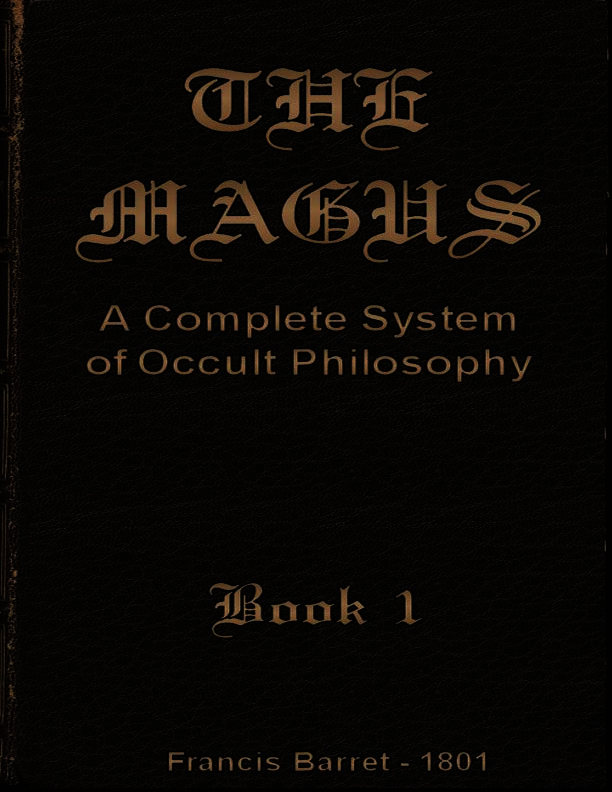 THE
MAGUS
A Complete System
of Occult Philosophy
Book 1
Francis Barret - 1801